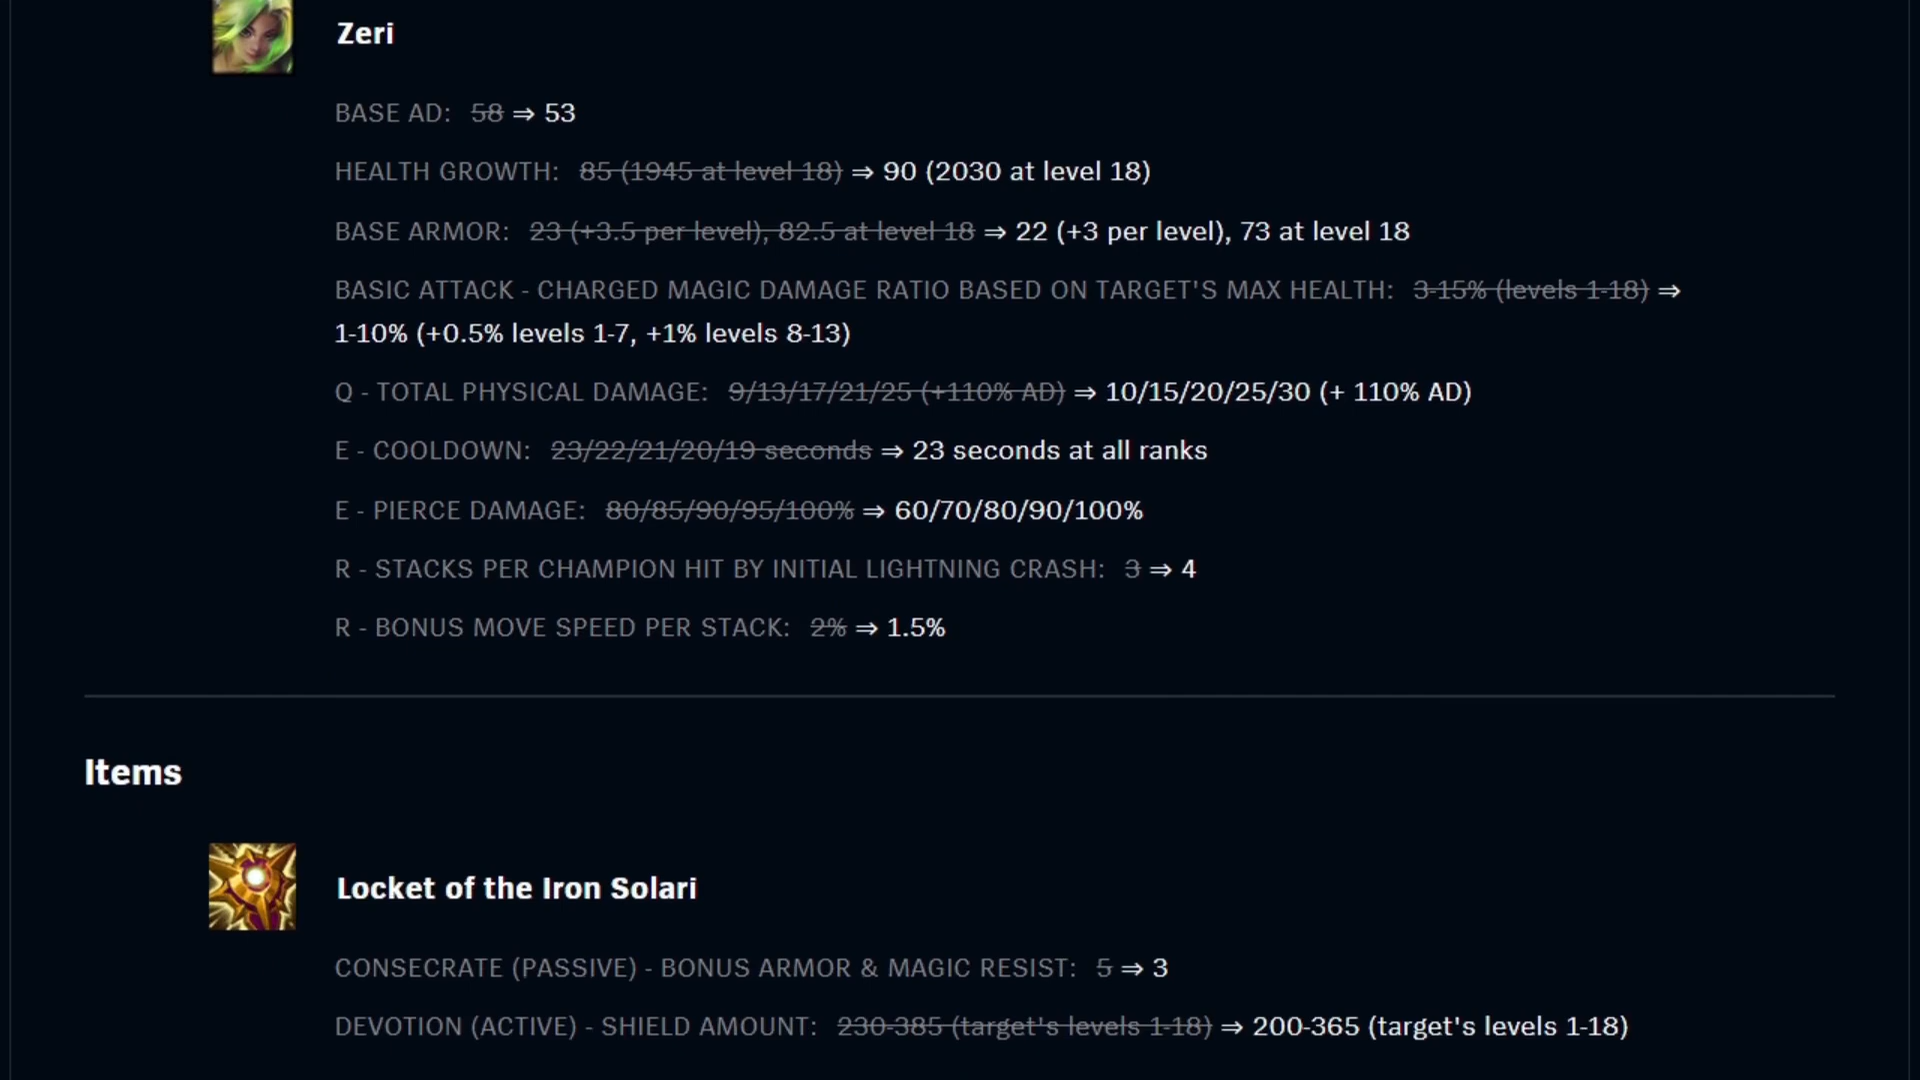 Zeri
BASE AD: 58 ⇒ 53
HEALTH GROWTH: 85 (1945 at level 18) ⇒ 90 (2030 at level 18)
BASE ARMOR: 23 (+3.5 per level), 82.5 at level 18 ⇒ 22 (+3 per level), 73 at level 18
BASIC ATTACK - CHARGED MAGIC DAMAGE RATIO BASED ON TARGET'S MAX HEALTH: 3-15% (levels 1-18) ⇒
1-10% (+0.5% levels 1-7, +1% levels 8-13)
Q - TOTAL PHYSICAL DAMAGE: 9/13/17/21/25 (+110% AD) ⇒ 10/15/20/25/30 (+ 110% AD)
E - COOLDOWN: 23/22/21/20/19 seconds ⇒ 23 seconds at all ranks
E - PIERCE DAMAGE: 80/85/90/95/100% ⇒ 60/70/80/90/100%
R - STACKS PER CHAMPION HIT BY INITIAL LIGHTNING CRASH: 3 ⇒ 4
R - BONUS MOVE SPEED PER STACK: 2% ⇒ 1.5%
Items
Locket of the Iron Solari
CONSECRATE (PASSIVE) - BONUS ARMOR & MAGIC RESIST: 5 ⇒ 3
DEVOTION (ACTIVE) - SHIELD AMOUNT: 230-385 (target's levels 1-18) ⇒ 200-365 (target's levels 1-18)